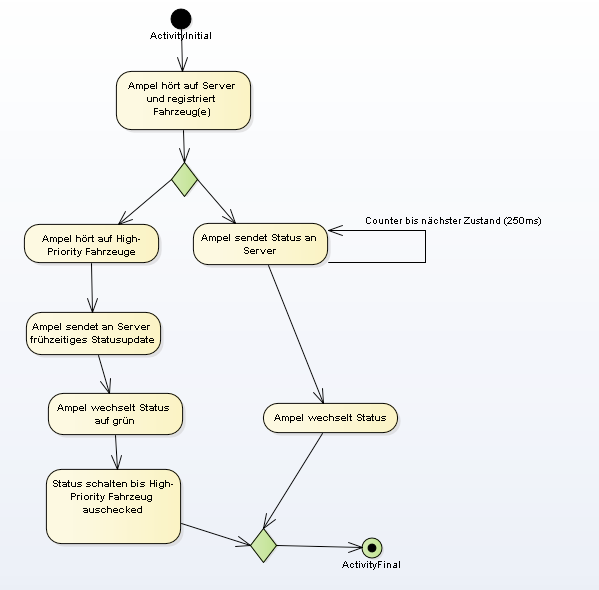 ActivityInitial
Ampel hört auf Server
und registriert
Fahrzeug(e)
Ampel hört auf High-
Priority Fahrzeuge
Ampel sendet Status an
Server
Counter bis nächster Zustand (250ms)
Ampel sendet an Server
frühzeitiges Statusupdate
Ampel wechselt Status
auf grün
Ampel wechselt Status
Status schalten bis High-
Priority Fahrzeug
auschecked
ActivityFinal